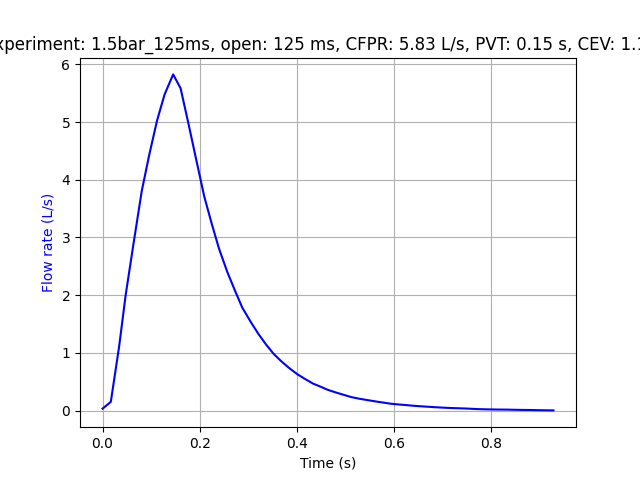 xperiment: 1.5bar_125ms, open: 125 ms, CFPR: 5.83 L/s, PVT: 0.15 s, CEV: 1.1
6
5
4
3
2
1
0
Flow rate (L/s)
0.0 0.2 0.4 0.6 0.8
Time (s)